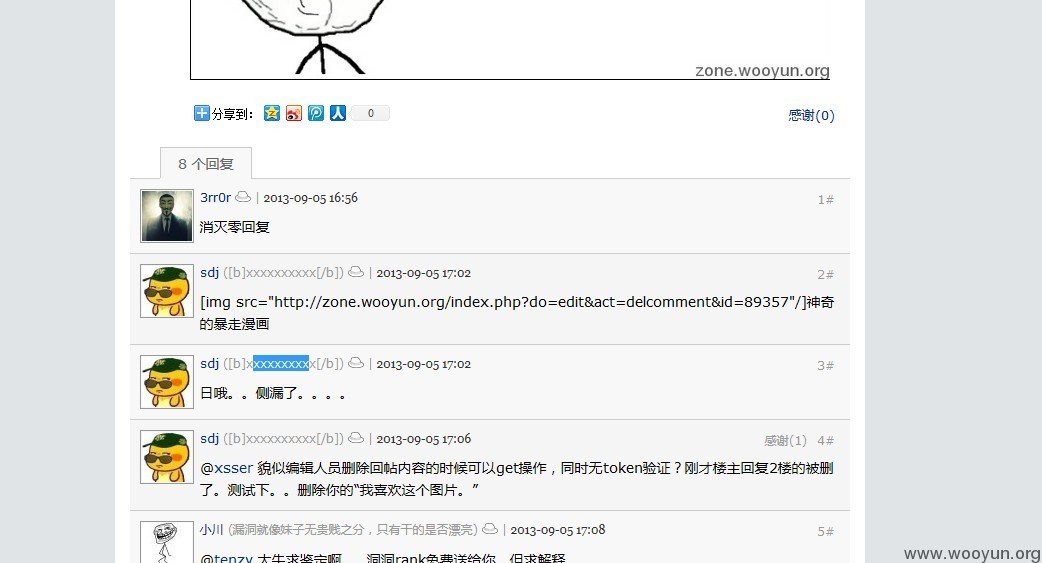 zone.wooyun.org
分享到： 0 感谢(0)
8 个回复
3rr0r | 2013-09-05 16:56 1#
消灭零回复
sdj ([b]xxxxxxxxxx[/b]) | 2013-09-05 17:02 2#
[img src="http://zone.wooyun.org/index.php?do=edit&act=delcomment&id=89357"/]神奇
的暴走漫画
sdj ([b]xxxxxxxxxx[/b]) | 2013-09-05 17:02 3#
日哦。。侧漏了。。。。
sdj ([b]xxxxxxxxxx[/b]) | 2013-09-05 17:06 感谢(1) 4#
@xsser 貌似编辑人员删除回帖内容的时候可以get操作，同时无token验证？刚才楼主回复2楼的被删
了。测试下。。删除你的“我喜欢这个图片。”
小川 (漏洞就像妹子无贵贱之分，只有干的是否漂亮) | 2013-09-05 17:08 5#
@tenzy 大牛求鉴定啊。。洞洞rank免费送给你，但求解释
www.wooyun.org